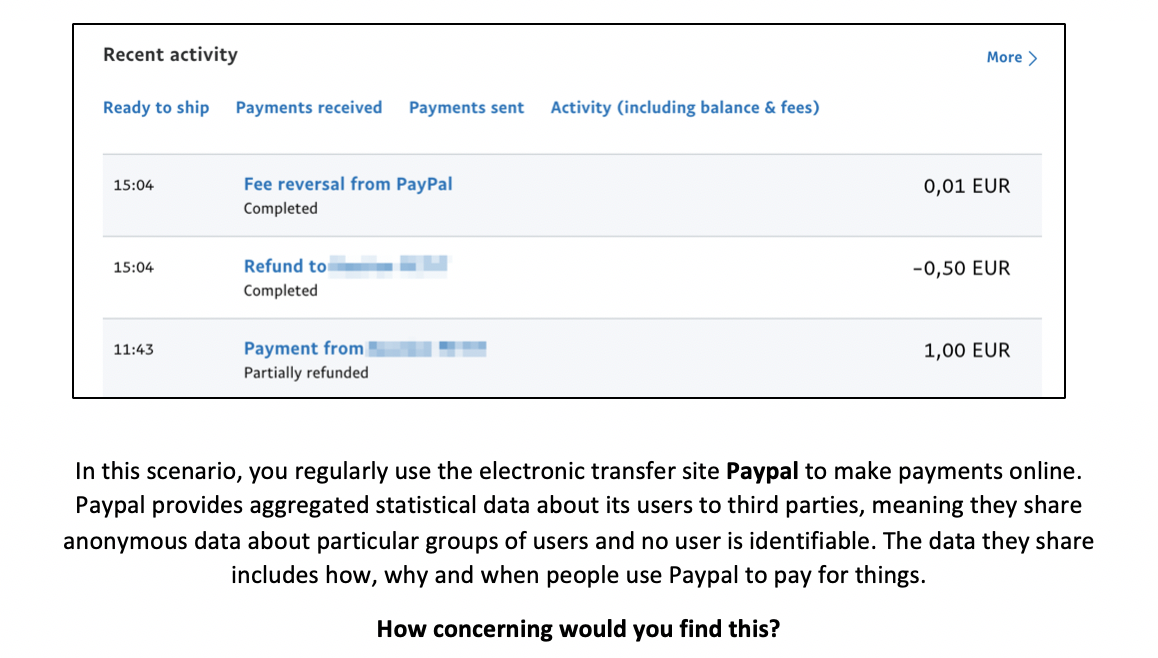 Recent activity
More
Ready to ship Payments received Payments sent Activity (including balance & fees)
15:04 Fee reversal from PayPal 0,01 EUR
Completed
15:04 Refund to -0,50 EUR
Completed
11:43 Payment from 1,00 EUR
Partially refunded
In this scenario, you regularly use the electronic transfer site Paypal to make payments online.
Paypal provides aggregated statistical data about its users to third parties, meaning they share
anonymous data about particular groups of users and no user is identifiable. The data they share
includes how, why and when people use Paypal to pay for things.
How concerning would you find this?